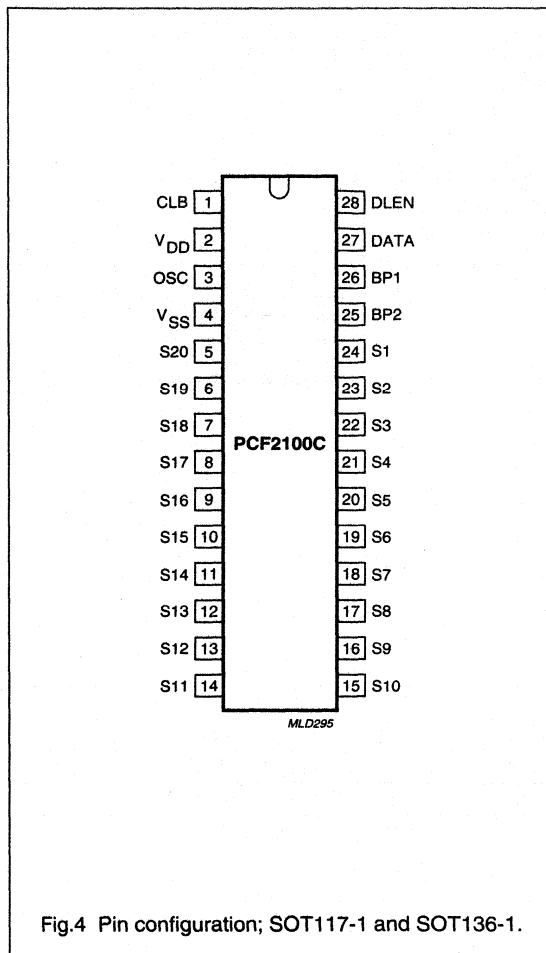 CLB 1 28 DLEN
VDD 2 27 DATA
OSC 3 26 BP1
VSS 4 25 BP2
S20 5 24 S1
S19 6 23 S2
S18 7 22 S3
S17 8 PCF2100C 21 S4
S16 9 20 S5
S15 10 19 S6
S14 11 18 S7
S13 12 17 S8
S12 13 16 S9
S11 14 15 S10
MLD295
Fig.4 Pin configuration; SOT117-1 and SOT136-1.